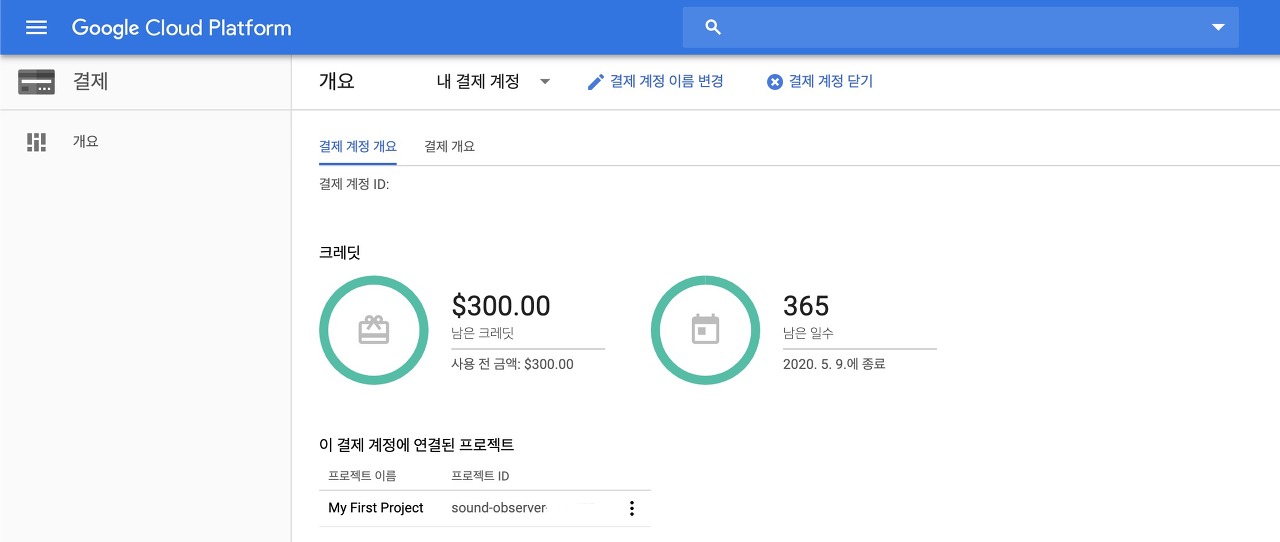 Google Cloud Platform
결제
개요
개요
내 결제 계정
결제 계정 이름 변경
결제 계정 닫기
결제 계정 개요
결제 개요
결제 계정 ID:
크레딧
$300.00
남은 크레딧
사용 전 금액: $300.00
365
남은 일수
2020. 5. 9.에 종료
이 결제 계정에 연결된 프로젝트
프로젝트 이름
프로젝트 ID
My First Project
sound-observer-